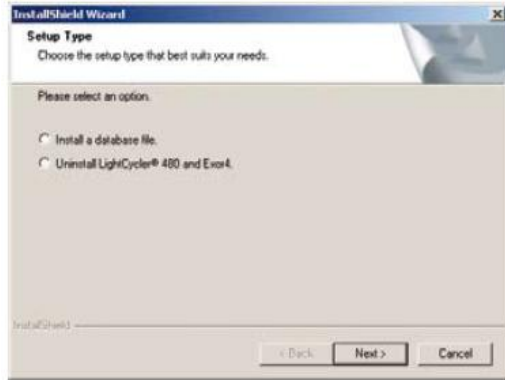 InstallShield Wizard
Setup Type
Choose the setup type that best suits your needs.
Please select an option.
Install a database file.
Uninstall LightCycler® 480 and Exor4.
InstallShield
< Back
Next >
Cancel